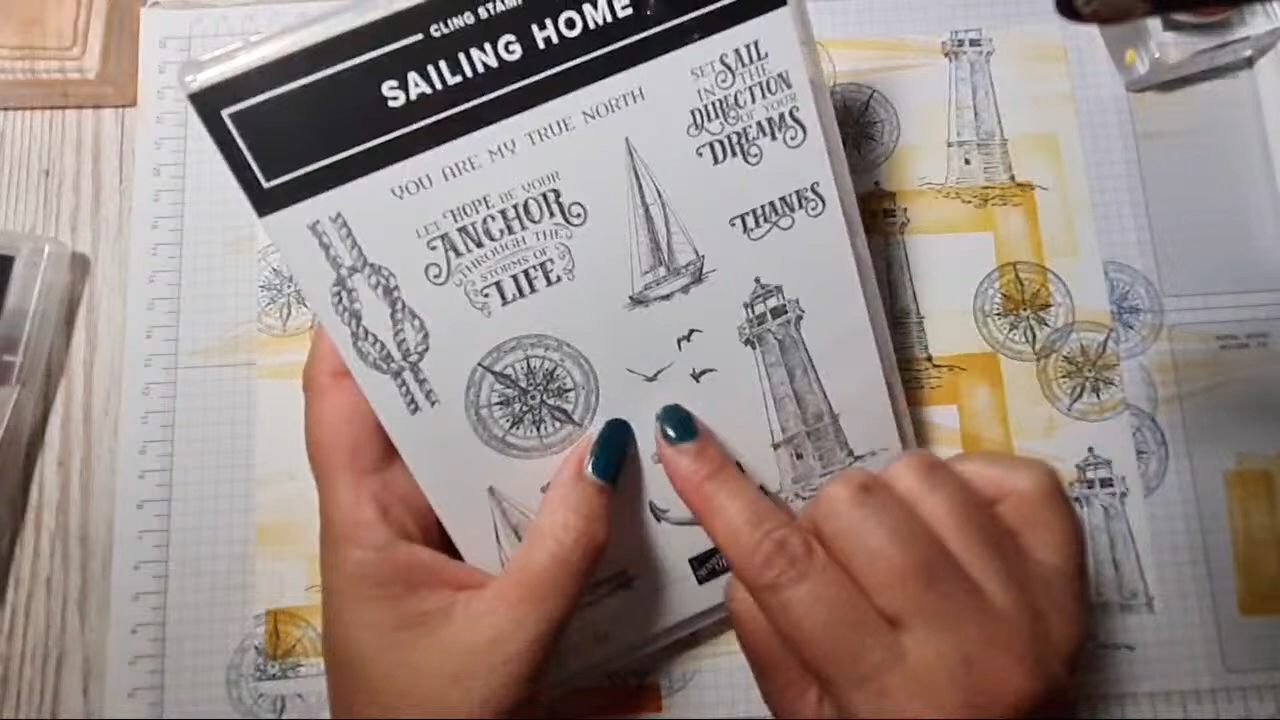 CLING STAMP
SAILING HOME
YOU ARE MY TRUE NORTH
SET SAIL
IN THE
DIRECTION
OF YOUR
DREAMS
LET HOPE BE YOUR
ANCHOR
THROUGH THE
STORMS OF
LIFE
THANKS